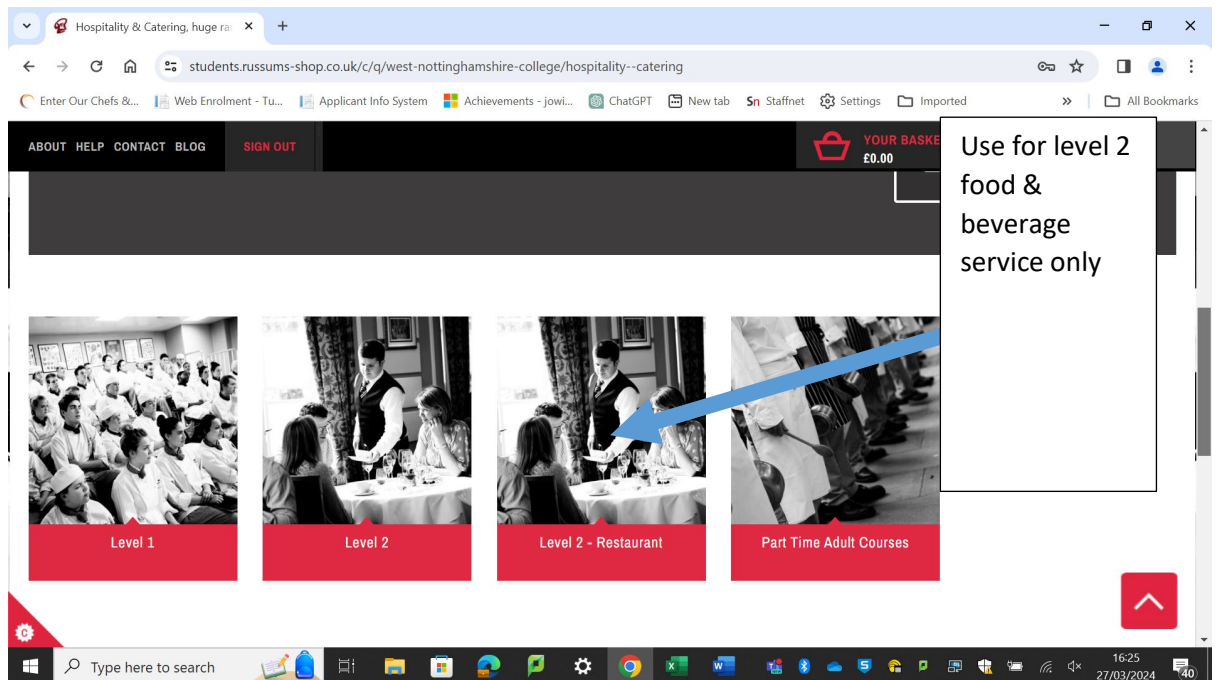 Hospitality & Catering, huge ra
students.russums-shop.co.uk/c/q/west-nottinghamshire-college/hospitality--catering
Enter Our Chefs &... Web Enrolment - Tu... Applicant Info System Achievements - jowi... ChatGPT New tab Sn Staffnet Settings Imported » All Bookmarks
ABOUT HELP CONTACT BLOG SIGN OUT YOUR BASKE
£0.00
Use for level 2
food &
beverage
service only
Level 1 Level 2 Level 2 - Restaurant Part Time Adult Courses
C
Type here to search
16:25
27/03/2024
40